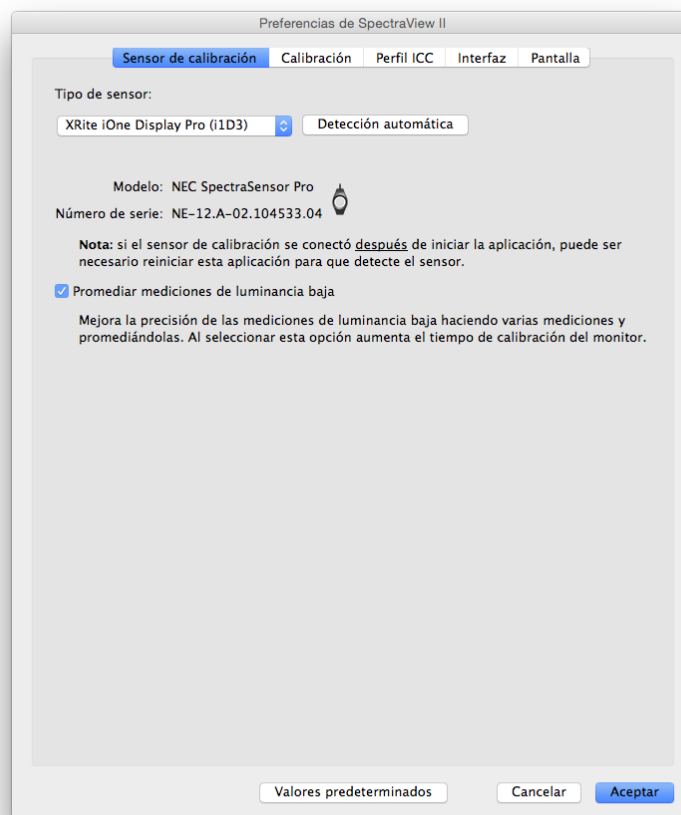 Preferencias de SpectraView II
Sensor de calibración Calibración Perfil ICC Interfaz Pantalla
Tipo de sensor:
XRite iOne Display Pro (i1D3) Detección automática
Modelo: NEC SpectraSensor Pro
Número de serie: NE-12.A-02.104533.04
Nota: si el sensor de calibración se conectó después de iniciar la aplicación, puede ser
necesario reiniciar esta aplicación para que detecte el sensor.
Promediar mediciones de luminancia baja
Mejora la precisión de las mediciones de luminancia baja haciendo varias mediciones y
promediándolas. Al seleccionar esta opción aumenta el tiempo de calibración del monitor.
Valores predeterminados Cancelar Aceptar